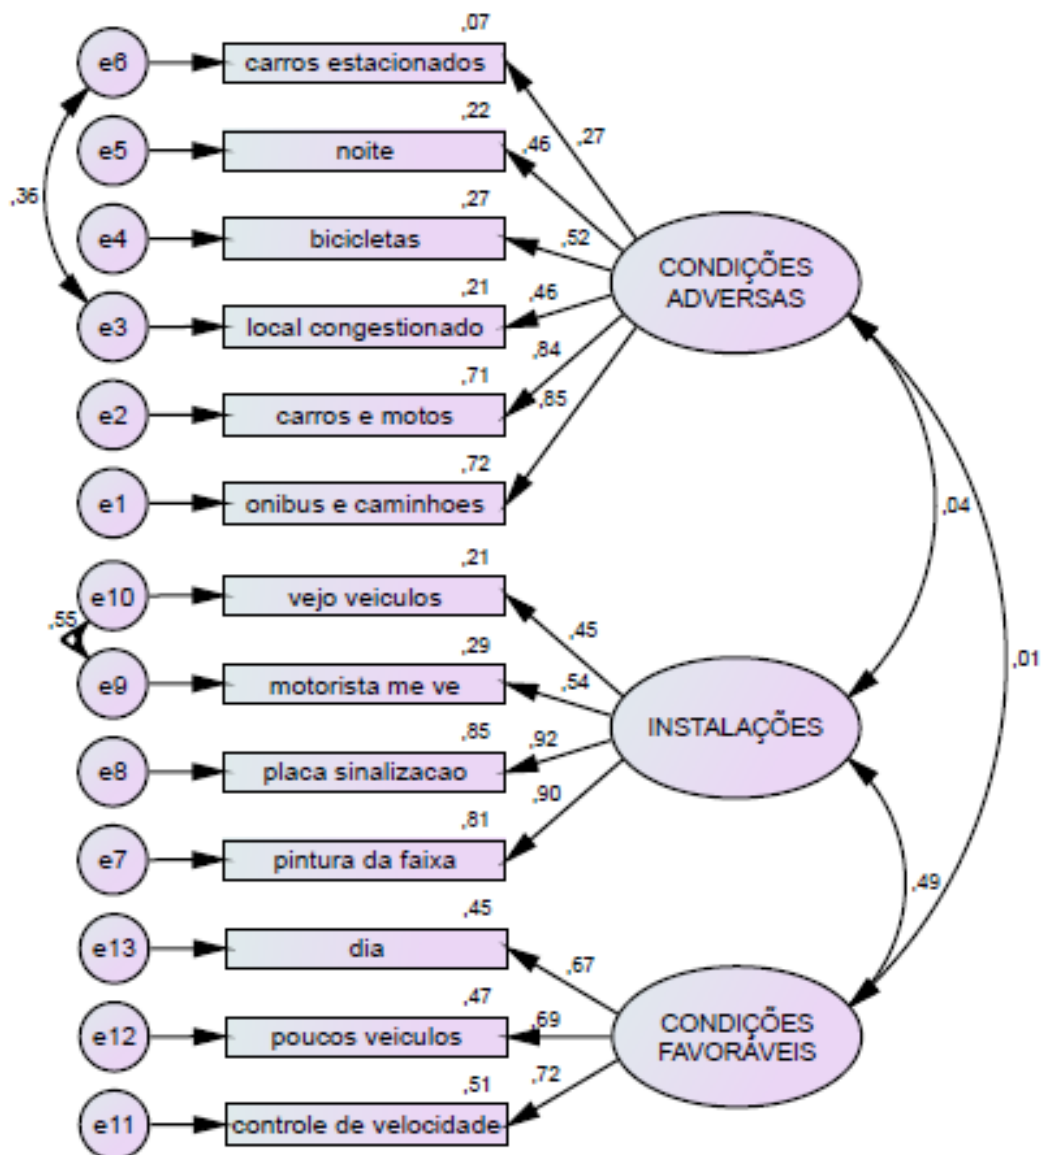 ,07
e6
carros estacionados
,27
,22
e5
noite
,46
,36
,27
e4
bicicletas
,52
CONDIÇÕES
ADVERSAS
,21
e3
local congestionado
,46
,71
e2
carros e motos
,84
,72
e1
onibus e caminhoes
,85
,04
,01
,21
e10
vejo veiculos
,45
,55
,29
e9
motorista me ve
,54
INSTALAÇÕES
,85
e8
placa sinalizacao
,92
,81
e7
pintura da faixa
,90
,49
,45
e13
dia
,67
,47
e12
poucos veiculos
,69
CONDIÇÕES
FAVORÁVEIS
,51
e11
controle de velocidade
,72